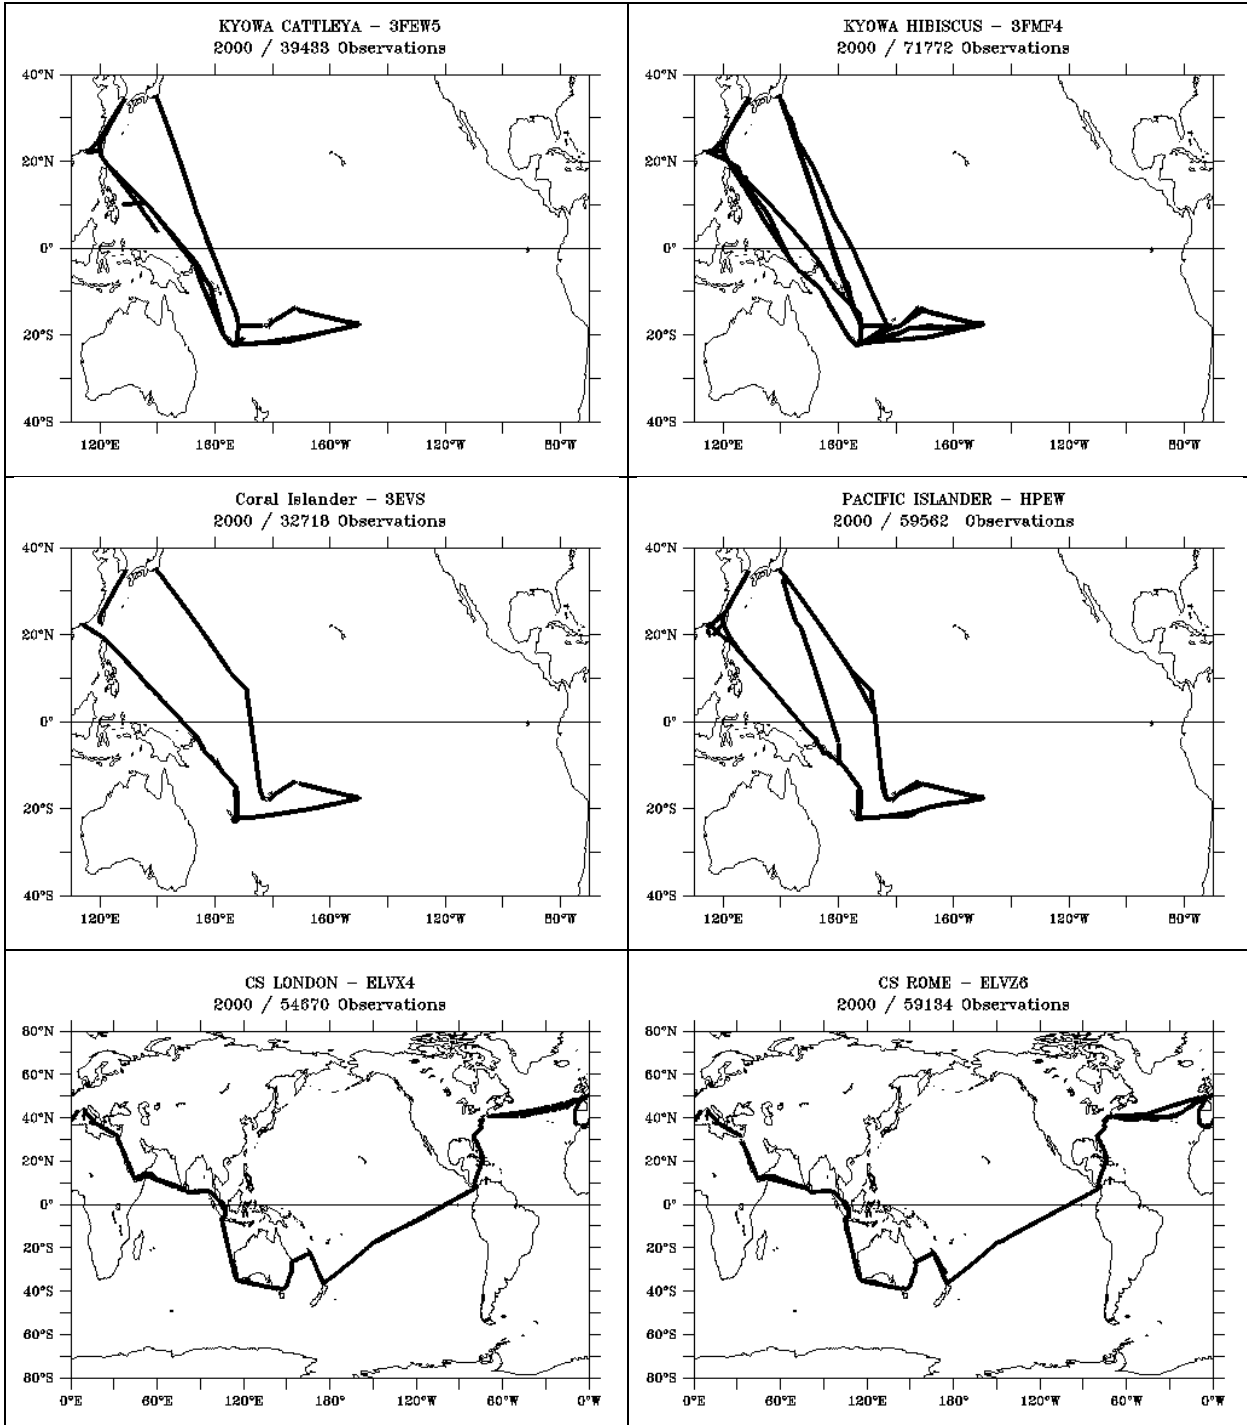 KYOWA CATTLEYA – 3FEW5
2000 / 39433 Observations
40°N
20°N
0°
20°S
40°S
120°E 160°E 160°W 120°W 80°W
KYOWA HIBISCUS – 3FMF4
2000 / 71772 Observations
40°N
20°N
0°
20°S
40°S
120°E 160°E 160°W 120°W 80°W
Coral Islander – 3EVS
2000 / 32718 Observations
40°N
20°N
0°
20°S
40°S
120°E 160°E 160°W 120°W 80°W
PACIFIC ISLANDER – HPEW
2000 / 59562 Observations
40°N
20°N
0°
20°S
40°S
120°E 160°E 160°W 120°W 80°W
CS LONDON – ELVX4
2000 / 54670 Observations
80°N
60°N
40°N
20°N
0°
20°S
40°S
60°S
80°S
0°E 60°E 120°E 180°W 120°W 60°W 0°W
CS ROME – ELVZ6
2000 / 59134 Observations
80°N
60°N
40°N
20°N
0°
20°S
40°S
60°S
80°S
0°E 60°E 120°E 180°W 120°W 60°W 0°W